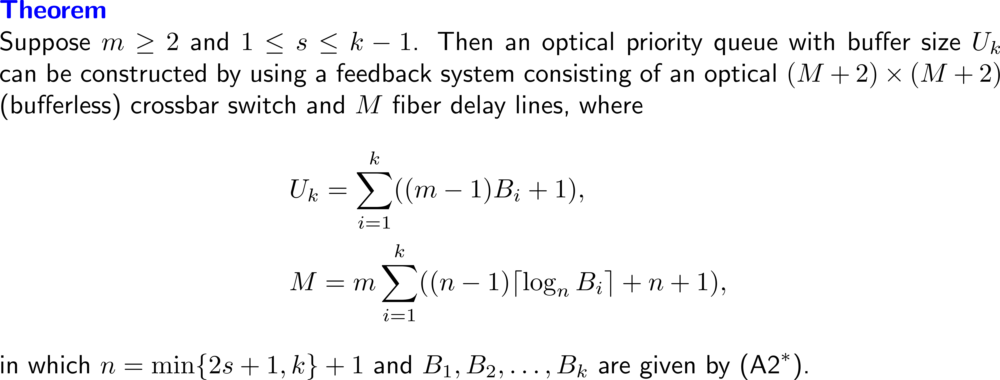 Theorem
Suppose $m \geq 2$ and $1 \leq s \leq k - 1$. Then an optical priority queue with buffer size $U_k$
can be constructed by using a feedback system consisting of an optical $(M + 2) \times (M + 2)$
(bufferless) crossbar switch and $M$ fiber delay lines, where
$U_k = \sum_{i=1}^{k} ((m - 1)B_i + 1),$
$M = m \sum_{i=1}^{k} ((n - 1)\lceil \log_n B_i \rceil + n + 1),$
in which $n = \min\{2s + 1, k\} + 1$ and $B_1, B_2, \ldots, B_k$ are given by (A2$^*$).